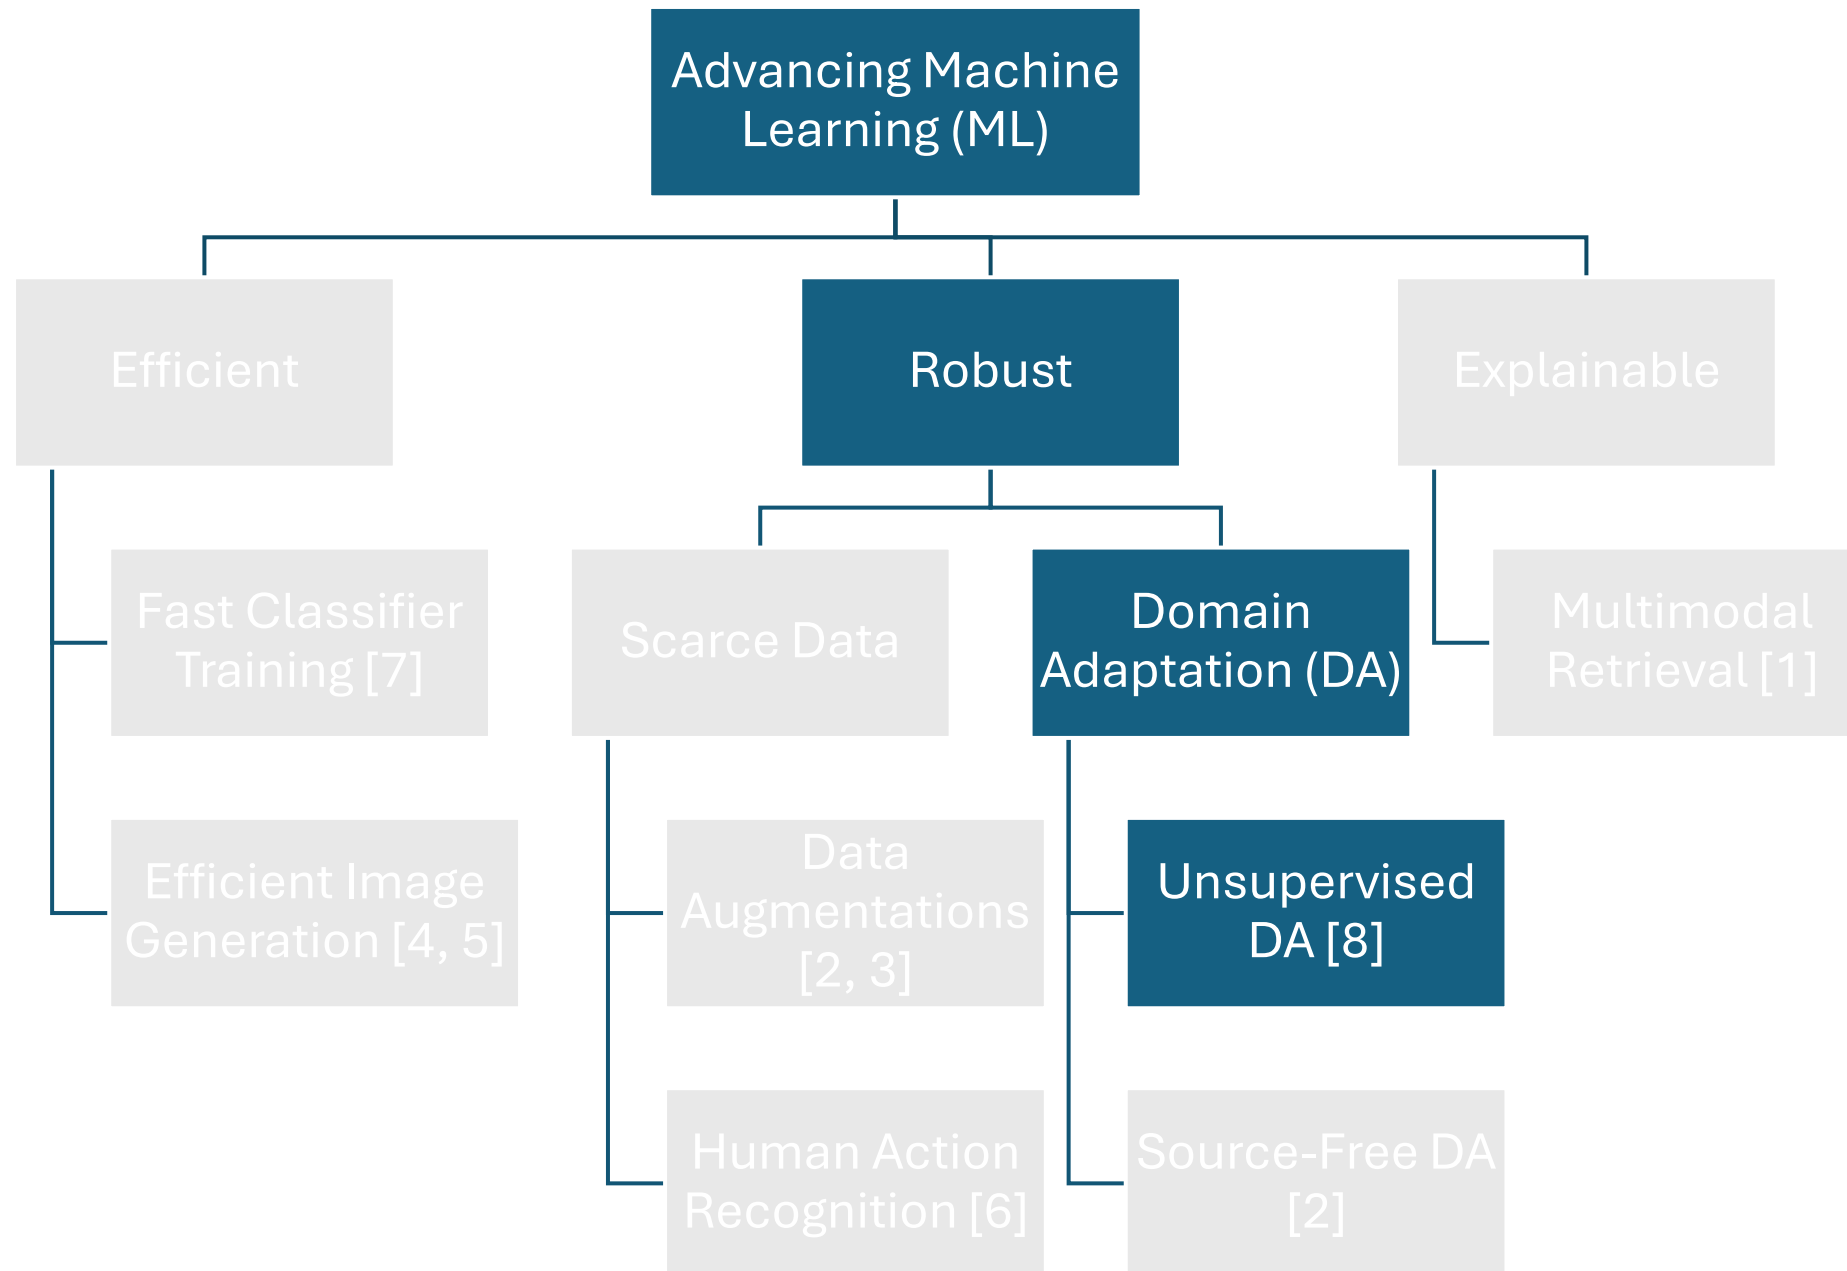 Advancing Machine
Learning (ML)
Efficient
Robust
Explainable
Fast Classifier
Training [7]
Scarce Data
Domain
Adaptation (DA)
Multimodal
Retrieval [1]
Efficient Image
Generation [4, 5]
Data
Augmentations
[2, 3]
Unsupervised
DA [8]
Human Action
Recognition [6]
Source-Free DA
[2]